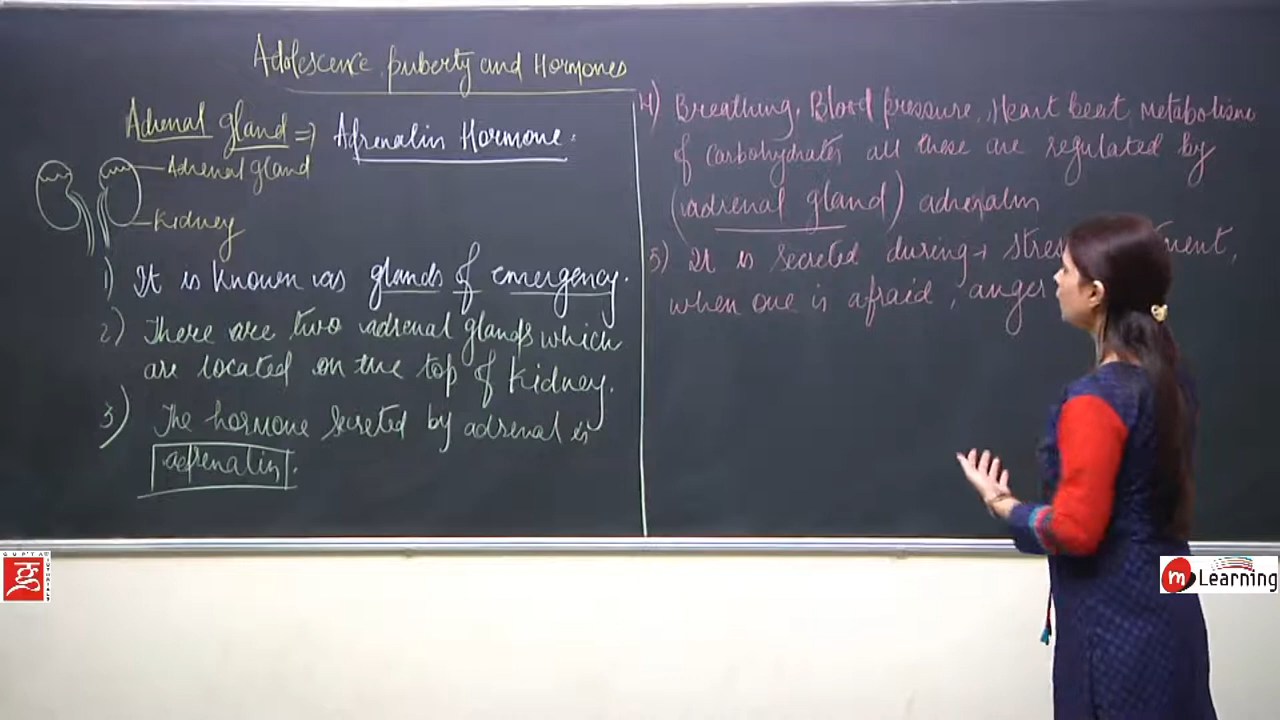 Adolescence, puberty and Hormones
Adrenal gland => Adrenalin Hormone.
Adrenal gland
Kidney
1) It is known as glands of emergency.
2) There are two adrenal glands which
are located on the top of Kidney.
3) The hormone secreted by adrenal is
adrenalin.
4) Breathing, Blood pressure, Heart beat, metabolism
of carbohydrates all these are regulated by
(adrenal gland) adrenalin
5) It is secreted during → stres
when one is afraid, anger
GUPTA
m Learning